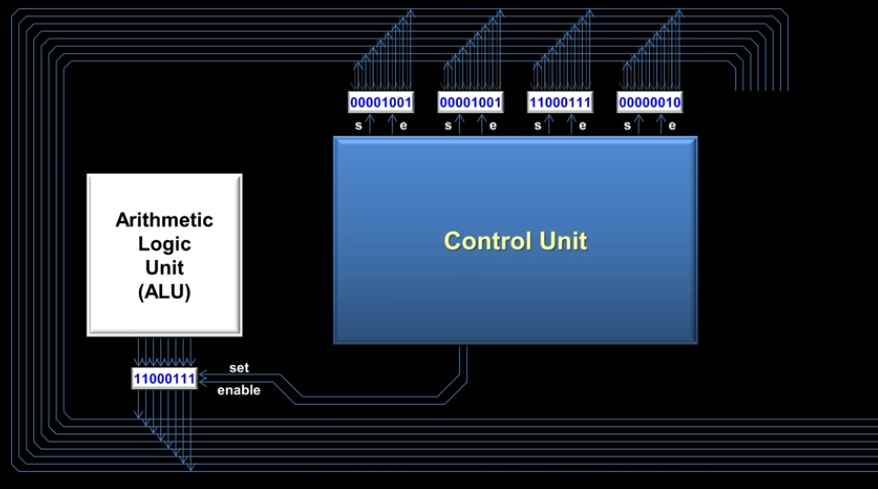 00001001 00001001 11000111 00000010
s e s e s e s e
Arithmetic
Logic
Unit
(ALU)
Control Unit
11000111
set
enable